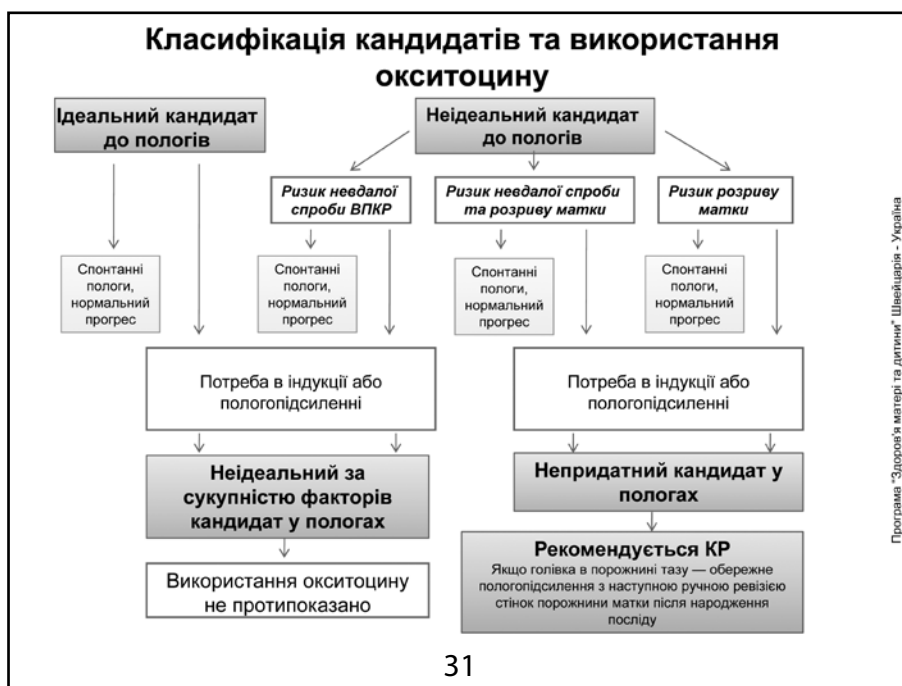 Класифікація кандидатів та використання
окситоцину
Ідеальний кандидат
до пологів
Неідеальний кандидат
до пологів
Ризик невдалої
спроби ВПКР
Ризик невдалої спроби
та розриву матки
Ризик розриву
матки
Спонтанні
пологи,
нормальний
прогрес
Спонтанні
пологи,
нормальний
прогрес
Спонтанні
пологи,
нормальний
прогрес
Спонтанні
пологи,
нормальний
прогрес
Потреба в індукції або
пологопідсиленні
Потреба в індукції або
пологопідсиленні
Неідеальний за
сукупністю факторів
кандидат у пологах
Непридатний кандидат у
пологах
Використання окситоцину
не протипоказано
Рекомендується КР
Якщо голівка в порожнині тазу — обережне
пологопідсилення з наступною ручною ревізією
стінок порожнини матки після народження
посліду
Програма "Здоров'я матері та дитини" Швейцарія - Україна
31